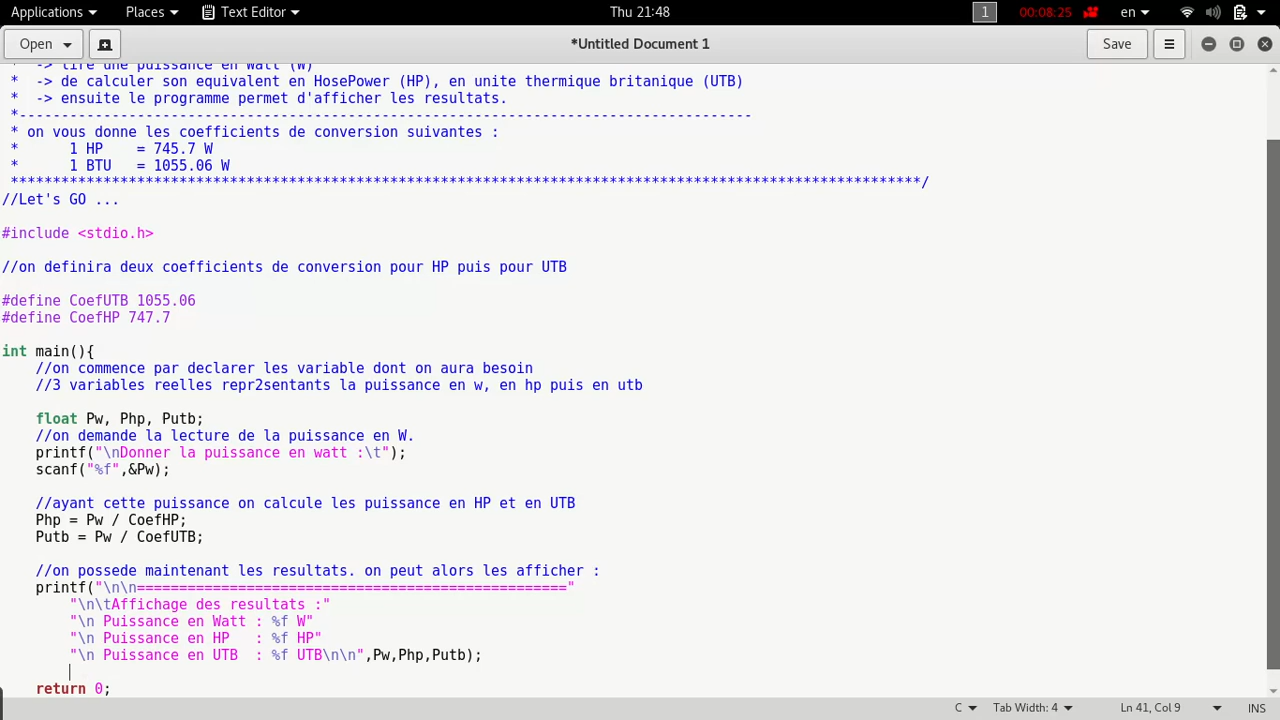 Applications Places Text Editor Thu 21:48 1 00:08:25 en
Open *Untitled Document 1 Save
* -> lire une puissance en Watt (W)
* -> de calculer son equivalent en HosePower (HP), en unite thermique britanique (UTB)
* -> ensuite le programme permet d'afficher les resultats.
*---------------------------------------------------------------------------------------
* on vous donne les coefficients de conversion suivantes :
* 1 HP = 745.7 W
* 1 BTU = 1055.06 W
************************************************************************************************************/
//Let's GO ...
#include <stdio.h>
//on definira deux coefficients de conversion pour HP puis pour UTB
#define CoefUTB 1055.06
#define CoefHP 747.7
int main(){
//on commence par declarer les variable dont on aura besoin
//3 variables reelles repr2sentants la puissance en w, en hp puis en utb
float Pw, Php, Putb;
//on demande la lecture de la puissance en W.
printf("\nDonner la puissance en watt :\t");
scanf("%f",&Pw);
//ayant cette puissance on calcule les puissance en HP et en UTB
Php = Pw / CoefHP;
Putb = Pw / CoefUTB;
//on possede maintenant les resultats. on peut alors les afficher :
printf("\n\n==================================================="
"\n\tAffichage des resultats :"
"\n Puissance en Watt : %f W"
"\n Puissance en HP : %f HP"
"\n Puissance en UTB : %f UTB\n\n",Pw,Php,Putb);
return 0;
C Tab Width: 4 Ln 41, Col 9 INS